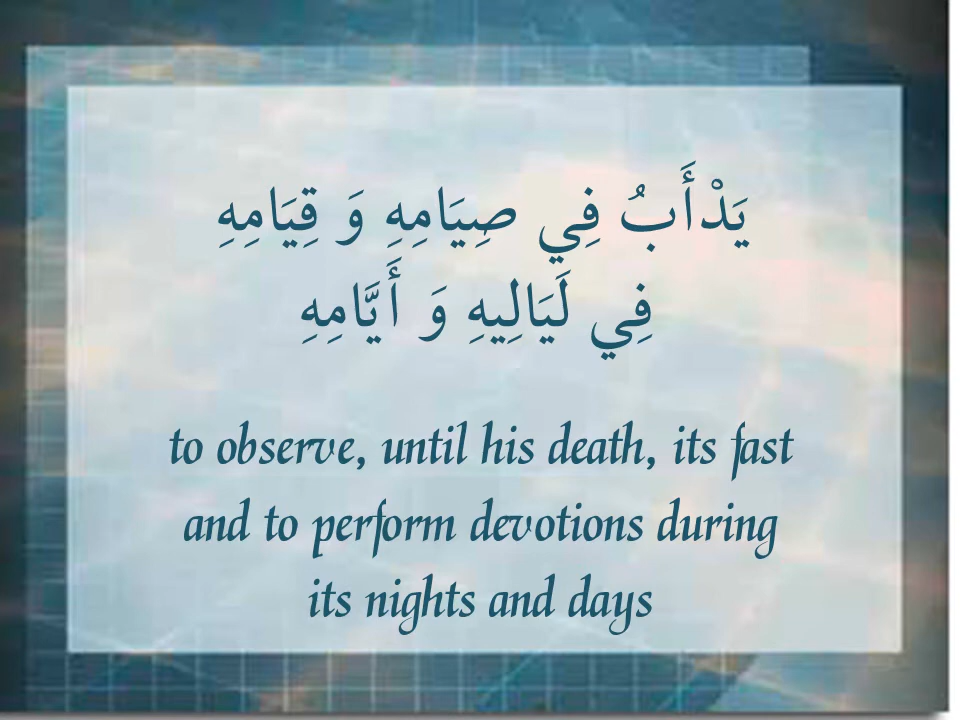 يَدْأَبُ فِي صِيَامِهِ وَ قِيَامِهِ
فِي لَيَالِيهِ وَ أَيَّامِهِ
to observe, until his death, its fast
and to perform devotions during
its nights and days